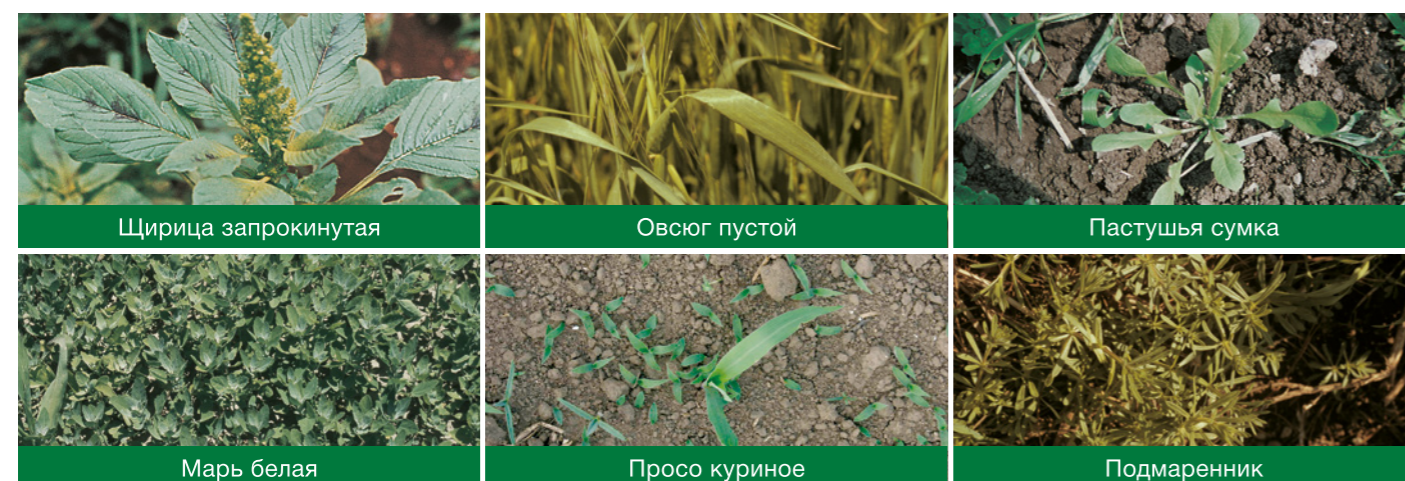 Щирица запрокинутая
Овсюг пустой
Пастушья сумка
Марь белая
Просо куриное
Подмаренник